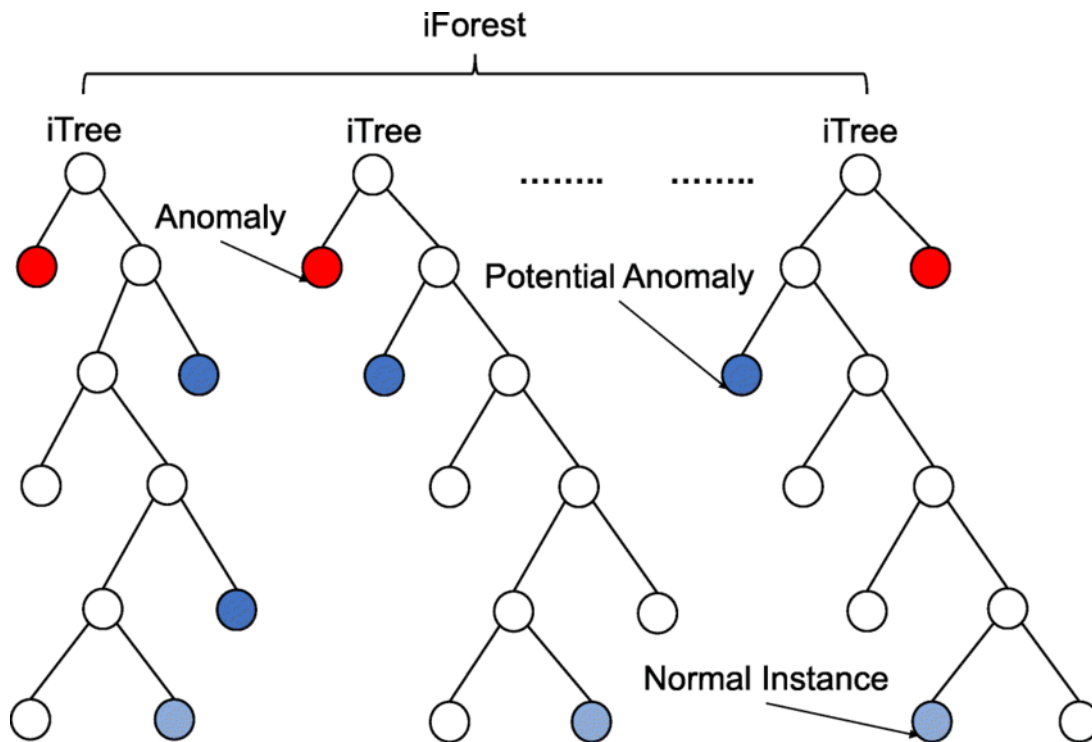 iForest
iTree
iTree
iTree
........
........
Anomaly
Potential Anomaly
Normal Instance